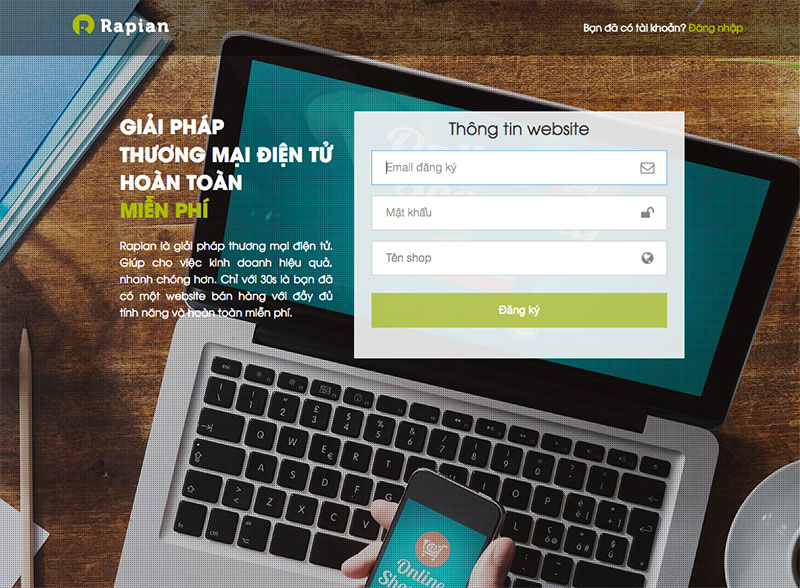 Rapian
Bạn đã có tài khoản? Đăng nhập
GIẢI PHÁP
THƯƠNG MẠI ĐIỆN TỬ
HOÀN TOÀN
MIỄN PHÍ
Rapian là giải pháp thương mại điện tử.
Giúp cho việc kinh doanh hiệu quả,
nhanh chóng hơn. Chỉ với 30s là bạn đã
có một website bán hàng với đầy đủ
tính năng và hoàn toàn miễn phí.
Thông tin website
Email đăng ký
Mật khẩu
Tên shop
Đăng ký
Online
Shop
esc
Q W E R T I O P
A S D F G L
Z X C V
Online